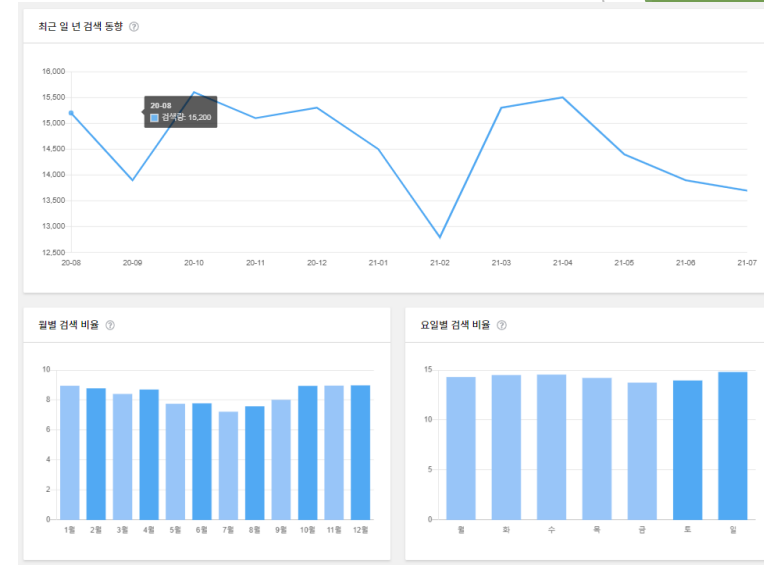 최근 일 년 검색 동향 ?
16,000
15,500
15,000
14,500
14,000
13,500
13,000
12,500
20-08
검색량: 15,200
20-08 20-09 20-10 20-11 20-12 21-01 21-02 21-03 21-04 21-05 21-06 21-07
월별 검색 비율 ?
10
8
6
4
2
0
1월 2월 3월 4월 5월 6월 7월 8월 9월 10월 11월 12월
요일별 검색 비율 ?
15
10
5
0
월 화 수 목 금 토 일